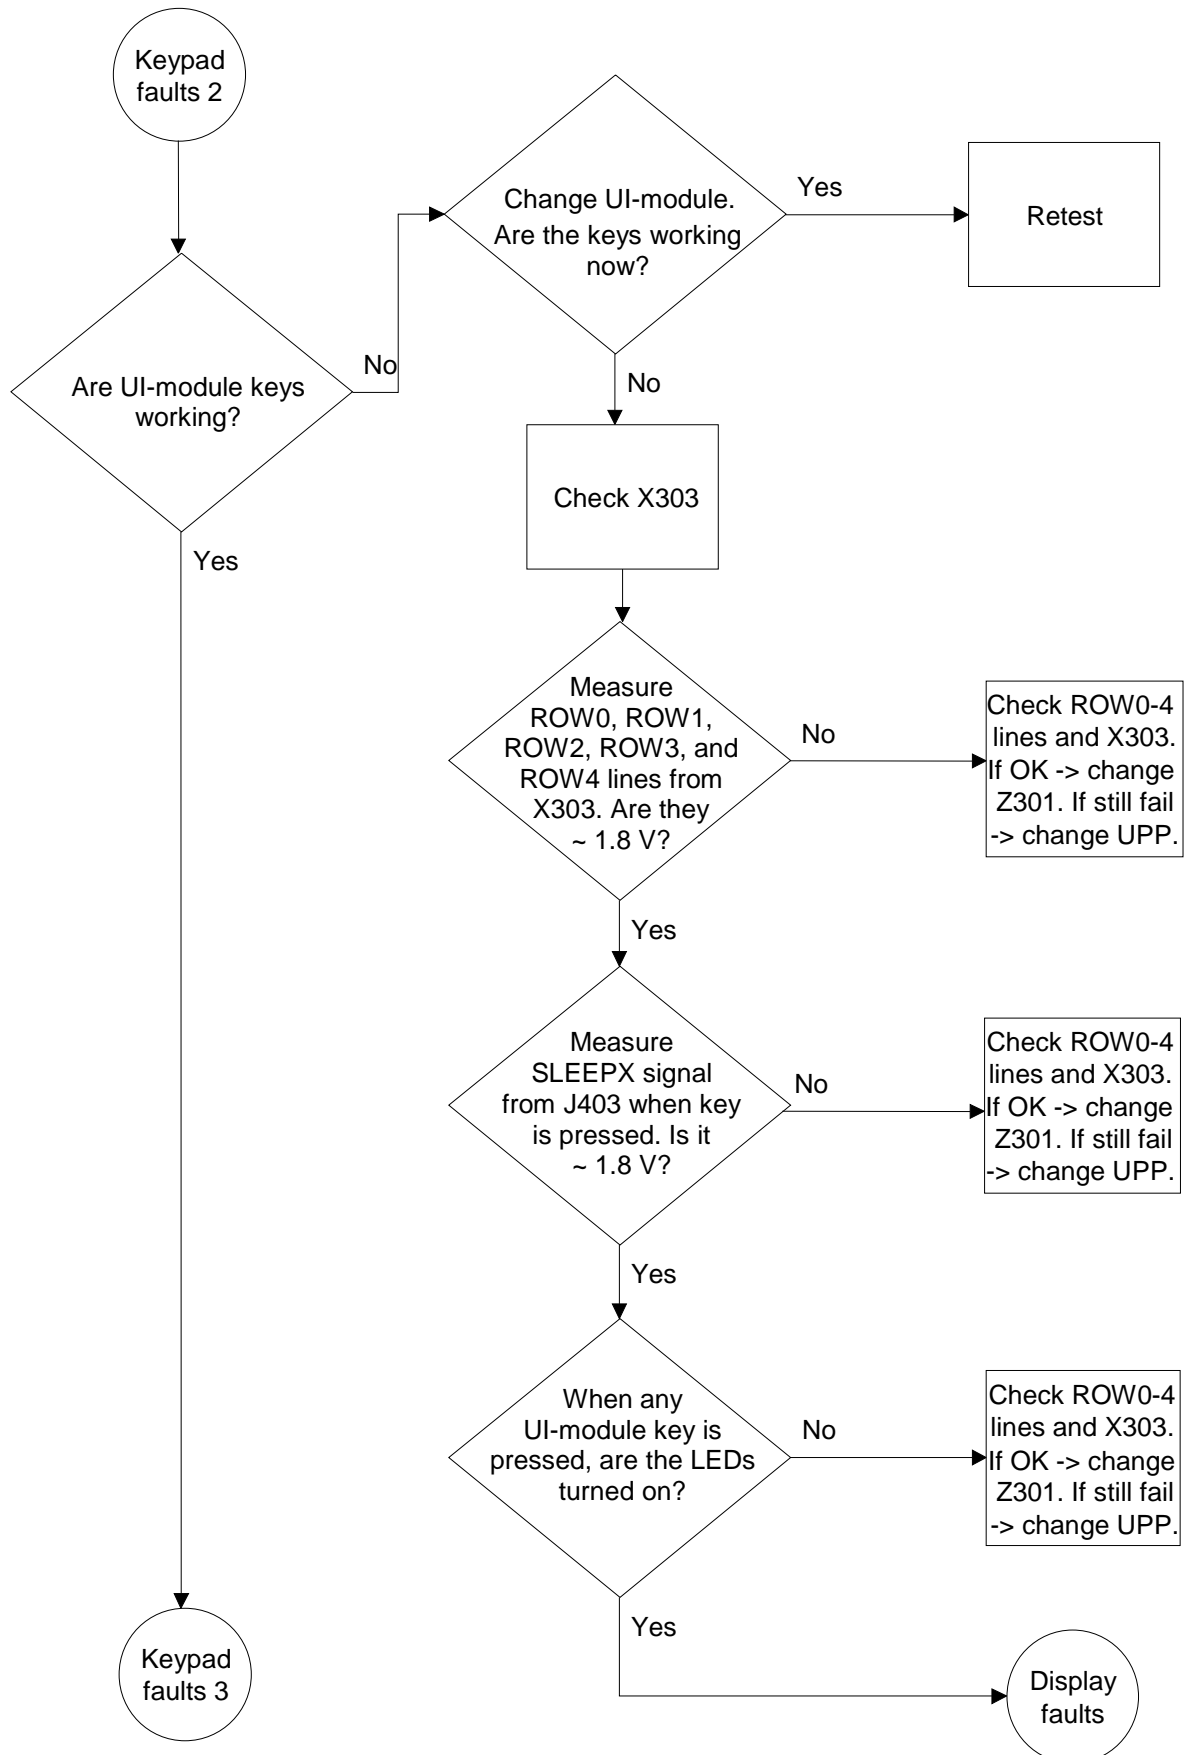 Keypad
faults 2
Are UI-module keys
working?
No
Yes
Change UI-module.
Are the keys working
now?
Yes
Retest
No
Check X303
Measure
ROW0, ROW1,
ROW2, ROW3, and
ROW4 lines from
X303. Are they
~ 1.8 V?
No
Check ROW0-4
lines and X303.
If OK -> change
Z301. If still fail
-> change UPP.
Yes
Measure
SLEEPX signal
from J403 when key
is pressed. Is it
~ 1.8 V?
No
Check ROW0-4
lines and X303.
If OK -> change
Z301. If still fail
-> change UPP.
Yes
When any
UI-module key is
pressed, are the LEDs
turned on?
No
Check ROW0-4
lines and X303.
If OK -> change
Z301. If still fail
-> change UPP.
Yes
Keypad
faults 3
Display
faults